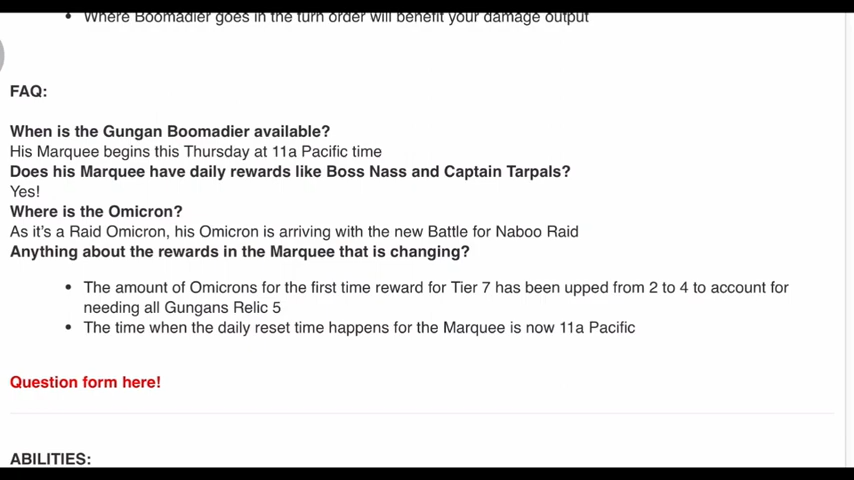 Where Boomadier goes in the turn order will benefit your damage output
FAQ:
When is the Gungan Boomadier available?
His Marquee begins this Thursday at 11a Pacific time
Does his Marquee have daily rewards like Boss Nass and Captain Tarpals?
Yes!
Where is the Omicron?
As it's a Raid Omicron, his Omicron is arriving with the new Battle for Naboo Raid
Anything about the rewards in the Marquee that is changing?
The amount of Omicrons for the first time reward for Tier 7 has been upped from 2 to 4 to account for
needing all Gungans Relic 5
The time when the daily reset time happens for the Marquee is now 11a Pacific
Question form here!
ABILITIES: